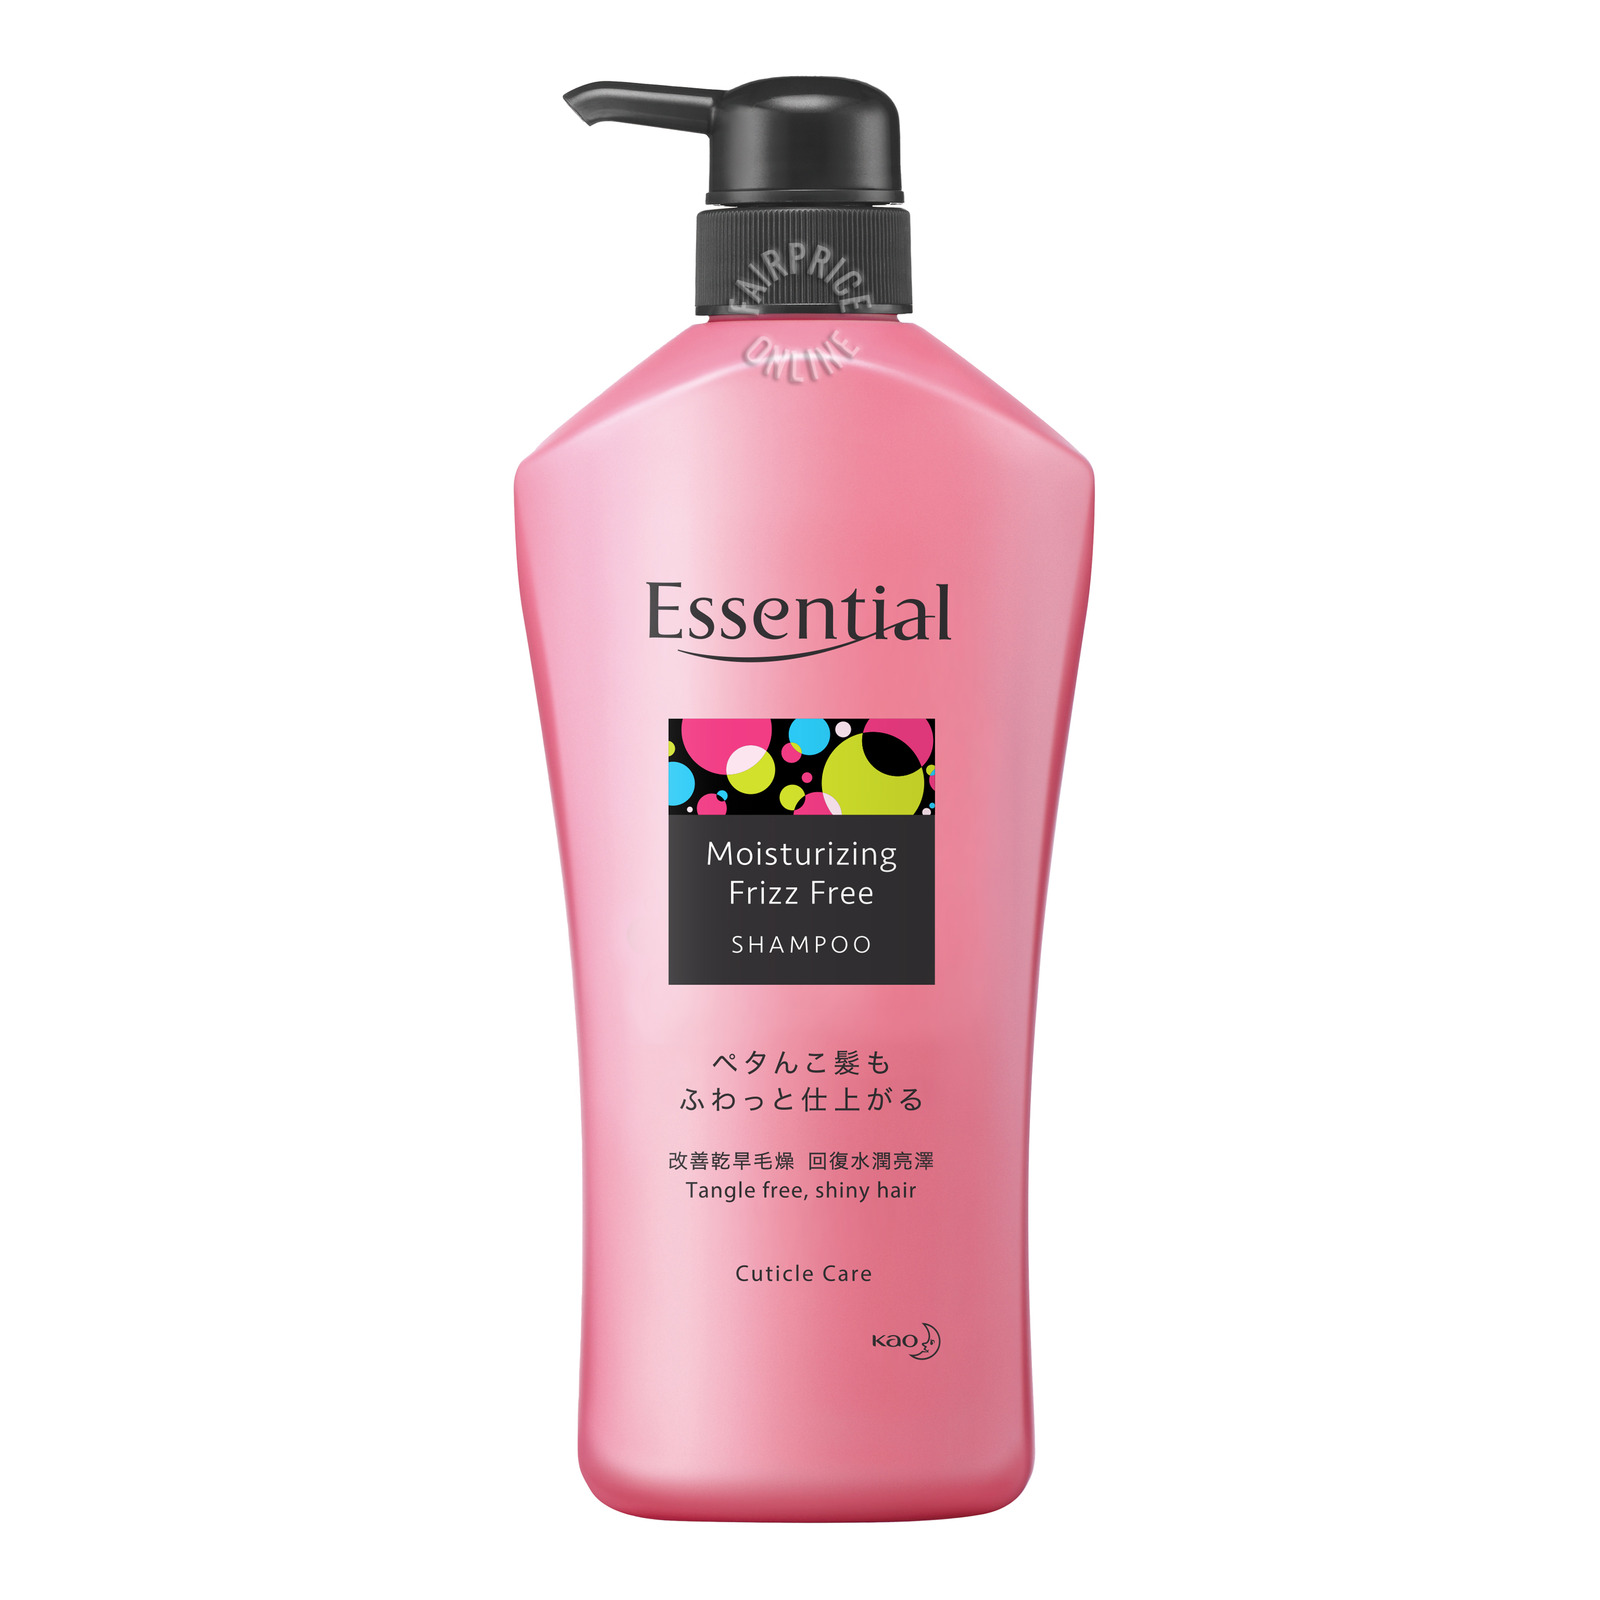 FAIRPRICE
ONLINE
Essential
Moisturizing
Frizz Free
SHAMPOO
ペタんこ髪も
ふわっと仕上がる
改善乾旱毛燥 回復水潤亮澤
Tangle free, shiny hair
Cuticle Care
Kao